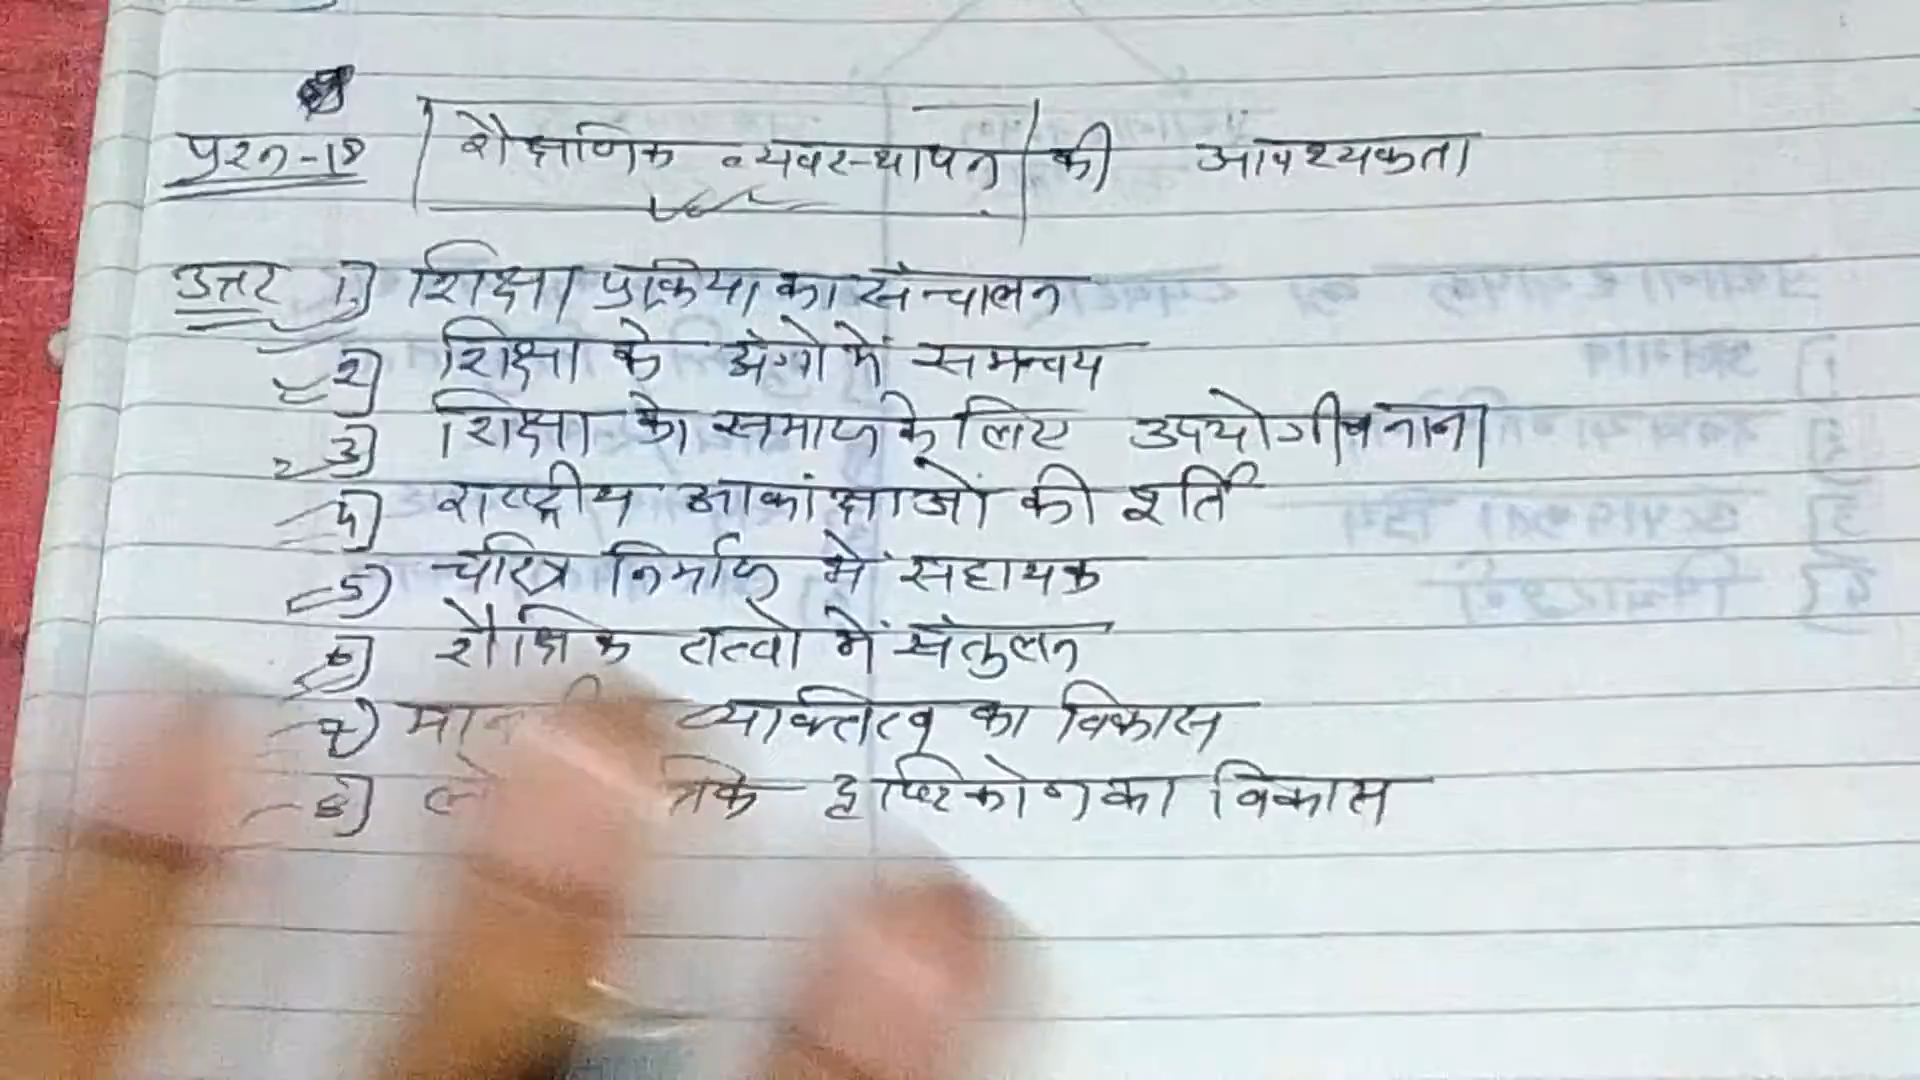 प्रश्न-18 शैक्षणिक व्यवस्थापन की आवश्यकता
उत्तर 1) शिक्षा प्रक्रिया का संचालन
2) शिक्षा के अंगो में समन्वय
3) शिक्षा को समाज के लिए उपयोगी बनाना
4) राष्ट्रीय आकांक्षाओं की पूर्ति
5) चरित्र निर्माण में सहायक
6) शैक्षिक तत्वो में संतुलन
7) व्यक्तित्व का विकास
8) दृष्टिकोण का विकास